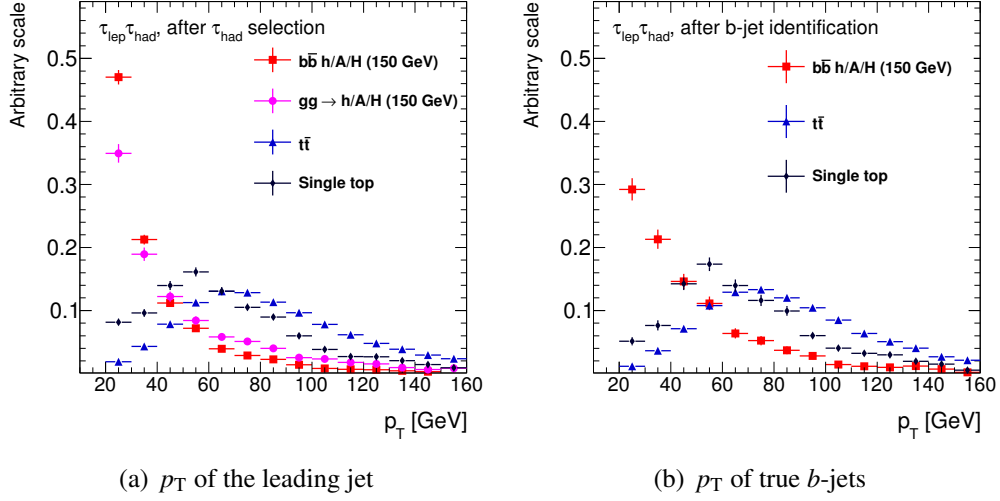 Arbitrary scale
τlepτhad, after τhad selection
bb̄ h/A/H (150 GeV)
gg → h/A/H (150 GeV)
tt̄
Single top
0.5
0.4
0.3
0.2
0.1
20 40 60 80 100 120 140 160
pT [GeV]
(a) pT of the leading jet
Arbitrary scale
τlepτhad, after b-jet identification
bb̄ h/A/H (150 GeV)
tt̄
Single top
0.5
0.4
0.3
0.2
0.1
20 40 60 80 100 120 140 160
pT [GeV]
(b) pT of true b-jets